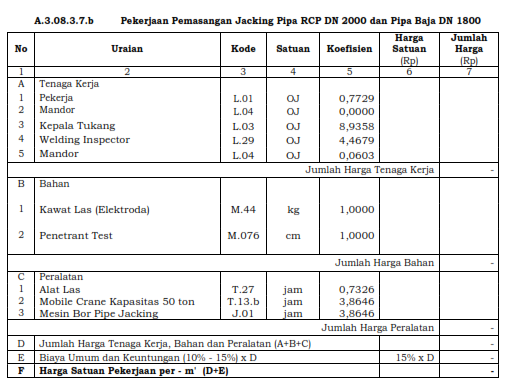 A.3.08.3.7.b Pekerjaan Pemasangan Jacking Pipa RCP DN 2000 dan Pipa Baja DN 1800
No Uraian Kode Satuan Koefisien Harga Satuan (Rp) Jumlah Harga (Rp)
1 2 3 4 5 6 7
A Tenaga Kerja
1 Pekerja L.01 OJ 0,7729
2 Mandor L.04 OJ 0,0000
3 Kepala Tukang L.03 OJ 8,9358
4 Welding Inspector L.29 OJ 4,4679
5 Mandor L.04 OJ 0,0603
Jumlah Harga Tenaga Kerja -
B Bahan
1 Kawat Las (Elektroda) M.44 kg 1,0000
2 Penetrant Test M.076 cm 1,0000
Jumlah Harga Bahan -
C Peralatan
1 Alat Las T.27 jam 0,7326
2 Mobile Crane Kapasitas 50 ton T.13.b jam 3,8646
3 Mesin Bor Pipe Jacking J.01 jam 3,8646
Jumlah Harga Peralatan -
D Jumlah Harga Tenaga Kerja, Bahan dan Peralatan (A+B+C) -
E Biaya Umum dan Keuntungan (10% - 15%) x D 15% x D -
F Harga Satuan Pekerjaan per - m' (D+E) -